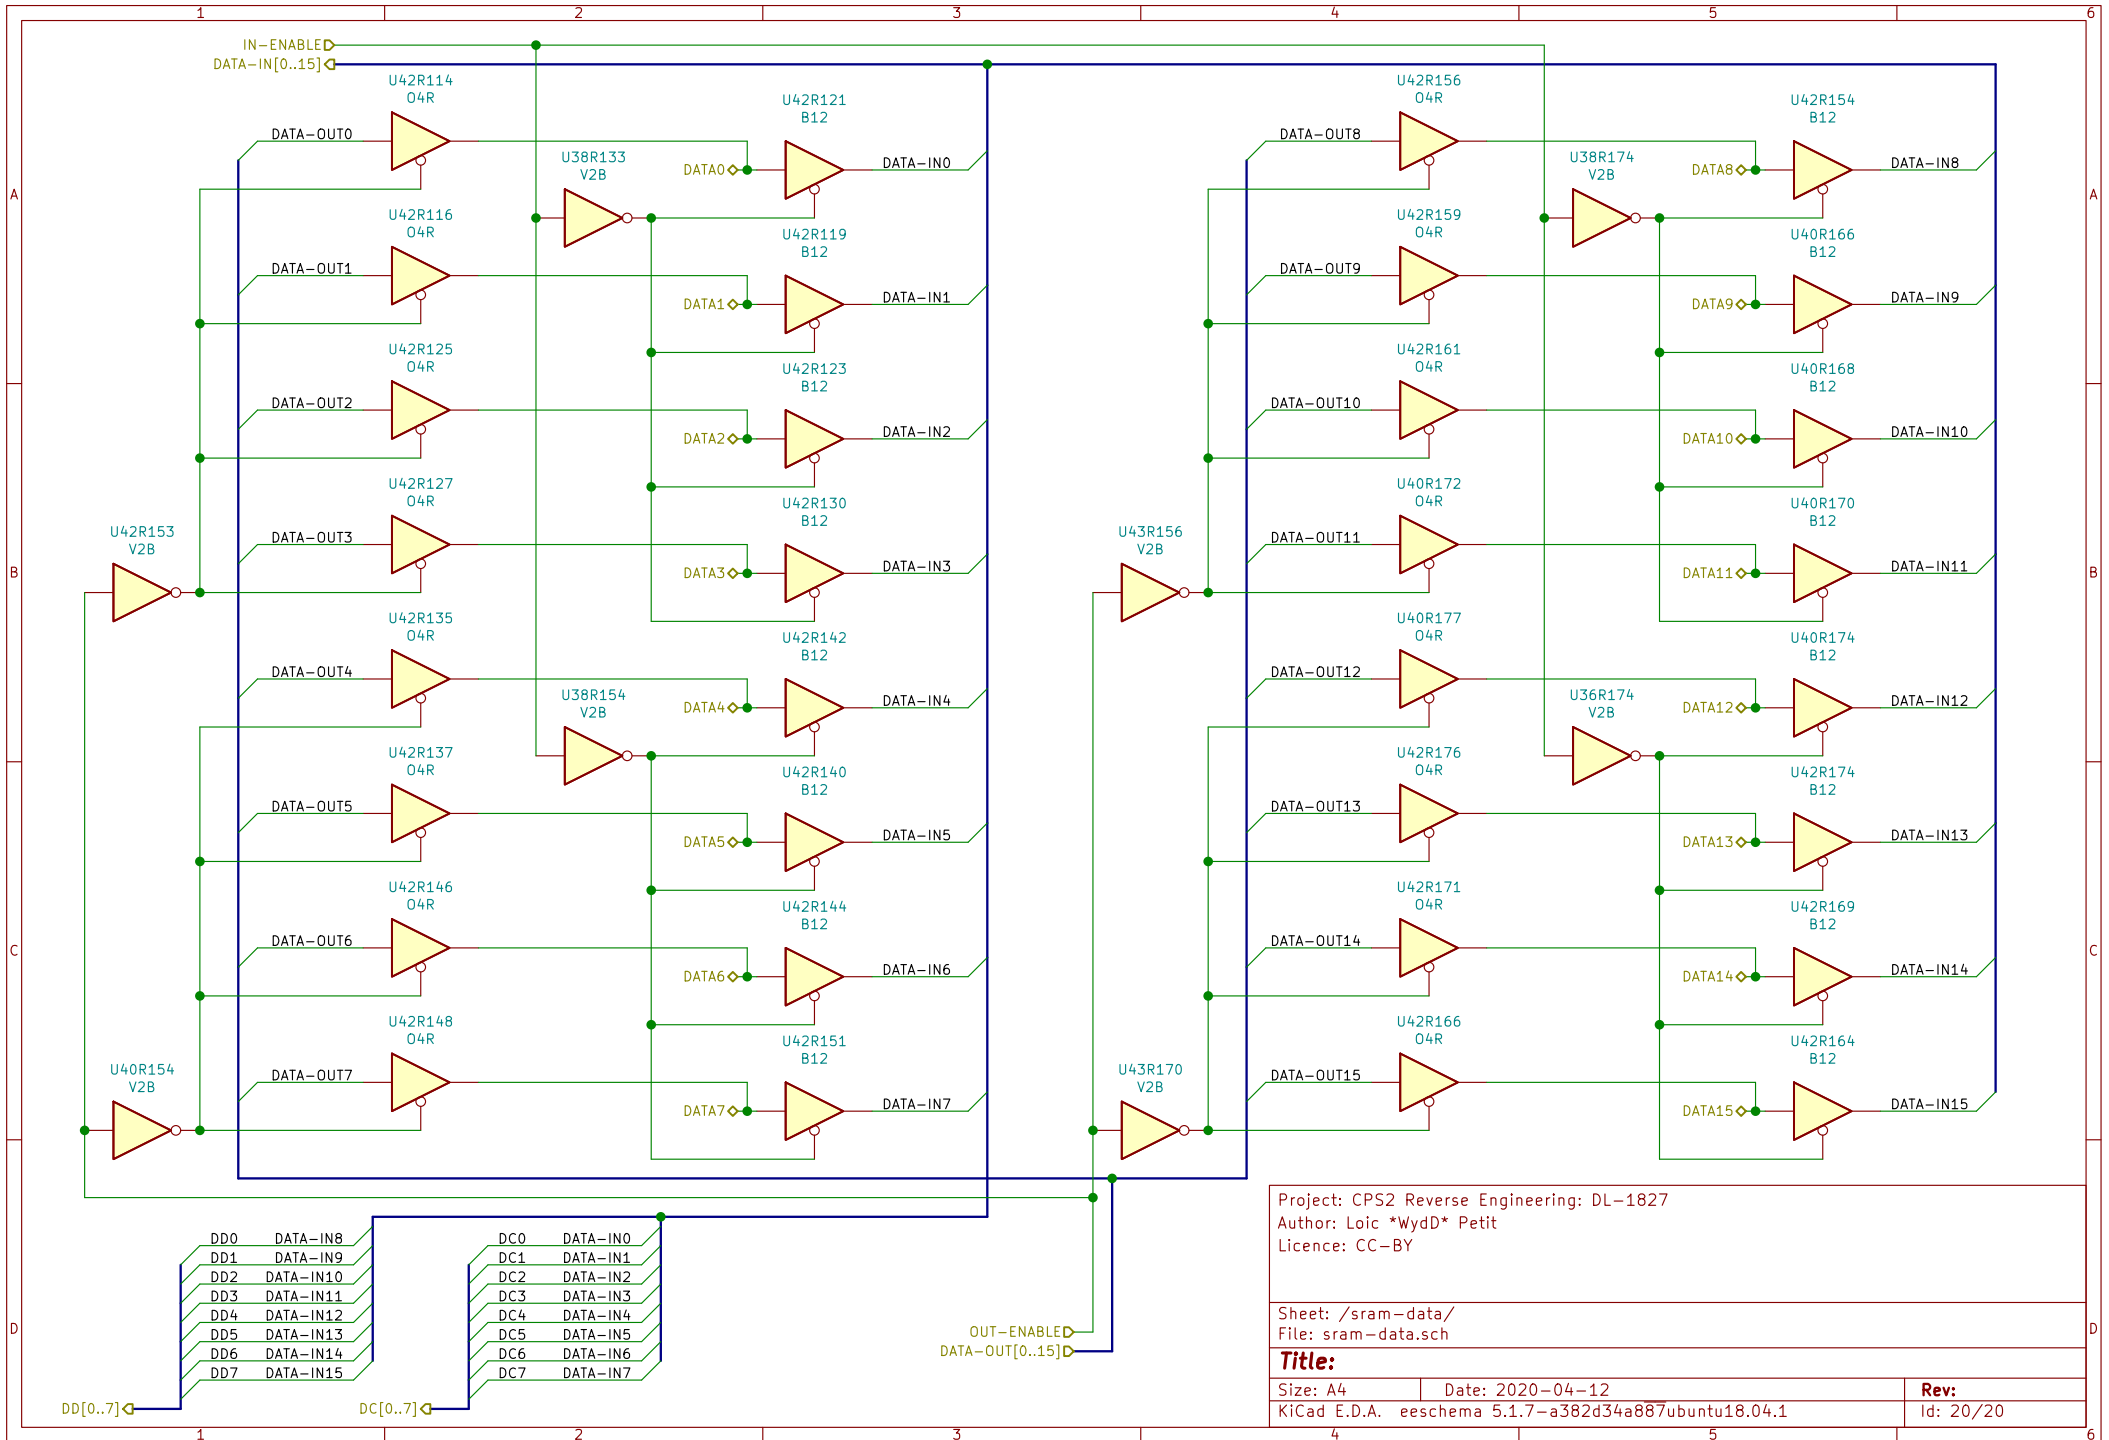 1 2 3 4 5 6
IN-ENABLE
DATA-IN[0..15]
U42R114
O4R
DATA-OUT0
U42R121
B12
DATA0
DATA-IN0
U38R133
V2B
A
U42R116
O4R
DATA-OUT1
U42R119
B12
DATA1
DATA-IN1
U42R125
O4R
DATA-OUT2
U42R123
B12
DATA2
DATA-IN2
U42R127
O4R
DATA-OUT3
U42R130
B12
DATA3
DATA-IN3
U42R153
V2B
B
U42R135
O4R
DATA-OUT4
U42R142
B12
DATA4
DATA-IN4
U38R154
V2B
U42R137
O4R
DATA-OUT5
U42R140
B12
DATA5
DATA-IN5
U42R146
O4R
DATA-OUT6
U42R144
B12
DATA6
DATA-IN6
C
U42R148
O4R
DATA-OUT7
U42R151
B12
DATA7
DATA-IN7
U40R154
V2B
U42R156
O4R
DATA-OUT8
U42R154
B12
DATA8
DATA-IN8
U38R174
V2B
A
U42R159
O4R
DATA-OUT9
U40R166
B12
DATA9
DATA-IN9
U42R161
O4R
DATA-OUT10
U40R168
B12
DATA10
DATA-IN10
U40R172
O4R
DATA-OUT11
U40R170
B12
DATA11
DATA-IN11
U43R156
V2B
B
U40R177
O4R
DATA-OUT12
U40R174
B12
DATA12
DATA-IN12
U36R174
V2B
U42R176
O4R
DATA-OUT13
U42R174
B12
DATA13
DATA-IN13
U42R171
O4R
DATA-OUT14
U42R169
B12
DATA14
DATA-IN14
C
U42R166
O4R
DATA-OUT15
U42R164
B12
DATA15
DATA-IN15
U43R170
V2B
DD0 DATA-IN8
DD1 DATA-IN9
DD2 DATA-IN10
DD3 DATA-IN11
DD4 DATA-IN12
DD5 DATA-IN13
DD6 DATA-IN14
DD7 DATA-IN15
DD[0..7]
D
DC0 DATA-IN0
DC1 DATA-IN1
DC2 DATA-IN2
DC3 DATA-IN3
DC4 DATA-IN4
DC5 DATA-IN5
DC6 DATA-IN6
DC7 DATA-IN7
DC[0..7]
OUT-ENABLE
DATA-OUT[0..15]
Project: CPS2 Reverse Engineering: DL-1827
Author: Loic *WydD* Petit
Licence: CC-BY
Sheet: /sram-data/
File: sram-data.sch
D
Title:
Size: A4 Date: 2020-04-12 Rev:
KiCad E.D.A. eeschema 5.1.7-a382d34a887ubuntu18.04.1 Id: 20/20
1 2 3 4 5 6